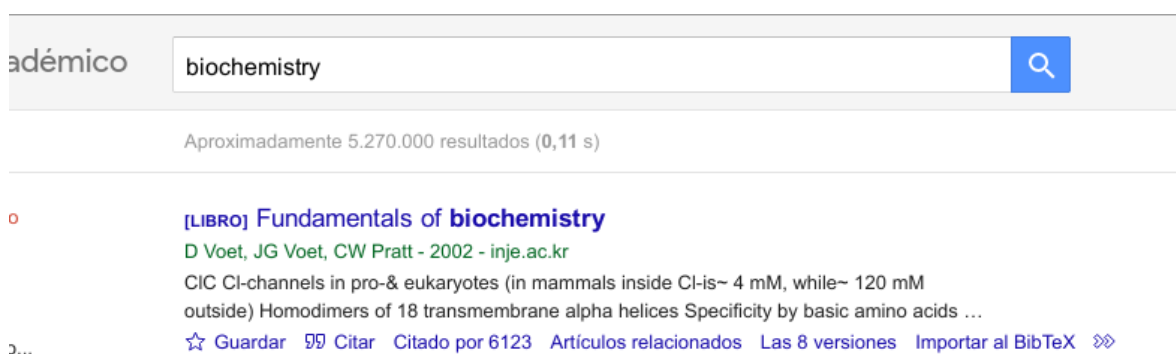 adémico
biochemistry
Aproximadamente 5.270.000 resultados (0,11 s)
o
[LIBRO] Fundamentals of biochemistry
D Voet, JG Voet, CW Pratt - 2002 - inje.ac.kr
ClC Cl-channels in pro-& eukaryotes (in mammals inside Cl-is~ 4 mM, while~ 120 mM
outside) Homodimers of 18 transmembrane alpha helices Specificity by basic amino acids …
o...
Guardar Citar Citado por 6123 Artículos relacionados Las 8 versiones Importar al BibTeX